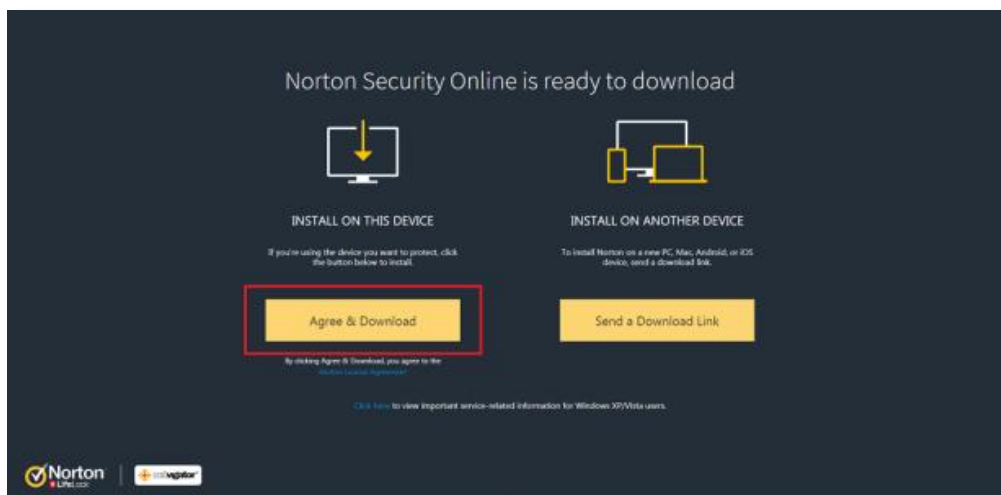 Norton Security Online is ready to download
INSTALL ON THIS DEVICE
If you're using the device you want to protect, click
the button below to install.
Agree & Download
By clicking Agree & Download, you agree to the
Norton License Agreement
INSTALL ON ANOTHER DEVICE
To install Norton on a new PC, Mac, Android, or iOS
device, send a download link.
Send a Download Link
Click here to view important service-related information for Windows XP/Vista users.
Norton
LifeLock